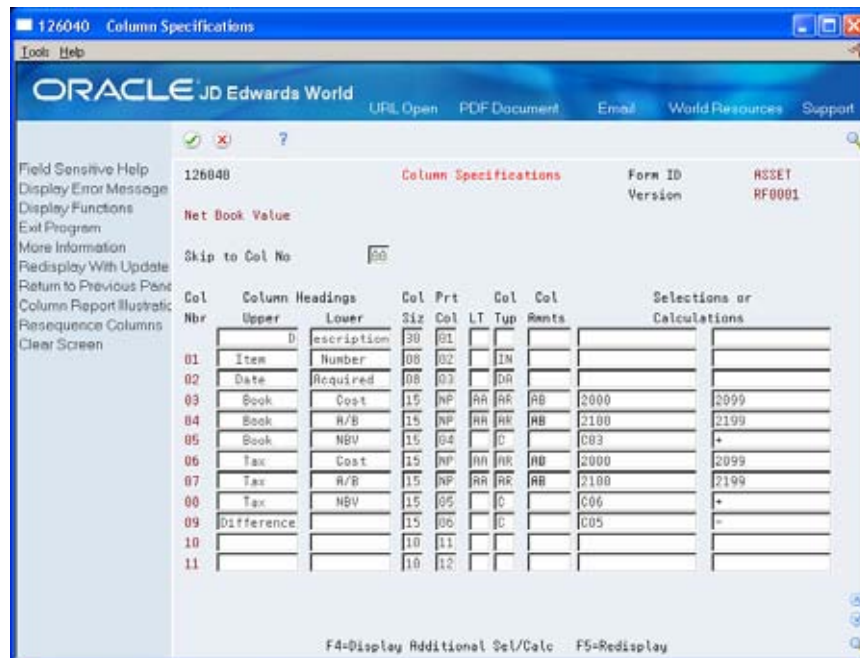 126040 Column Specifications
Tools Help
ORACLE JD Edwards World
URL Open PDF Document Email World Resources Support
?
Field Sensitive Help
Display Error Message
Display Functions
Exit Program
More Information
Redisplay With Update
Return to Previous Pane
Column Report Illustratic
Resequence Columns
Clear Screen
126040 Column Specifications Form ID ASSET
Version RF0001
Net Book Value
Skip to Col No 00
Col Column Headings Col Prt Col Col Selections or
Nbr Upper Lower Siz Col LT Typ Rmnts Calculations
D escription 30 01
01 Item Number 08 02 IN
02 Date Acquired 08 03 DA
03 Book Cost 15 NP AA AR AB 2000 2099
04 Book A/B 15 NP AA AR AB 2100 2199
05 Book NBV 15 04 C C03 +
06 Tax Cost 15 NP AA AR AB 2000 2099
07 Tax A/B 15 NP AA AR AB 2100 2199
08 Tax NBV 15 05 C C06 +
09 Difference 15 06 C C05 -
10 10 11
11 10 12
F4=Display Additional Sel/Calc F5=Redisplay